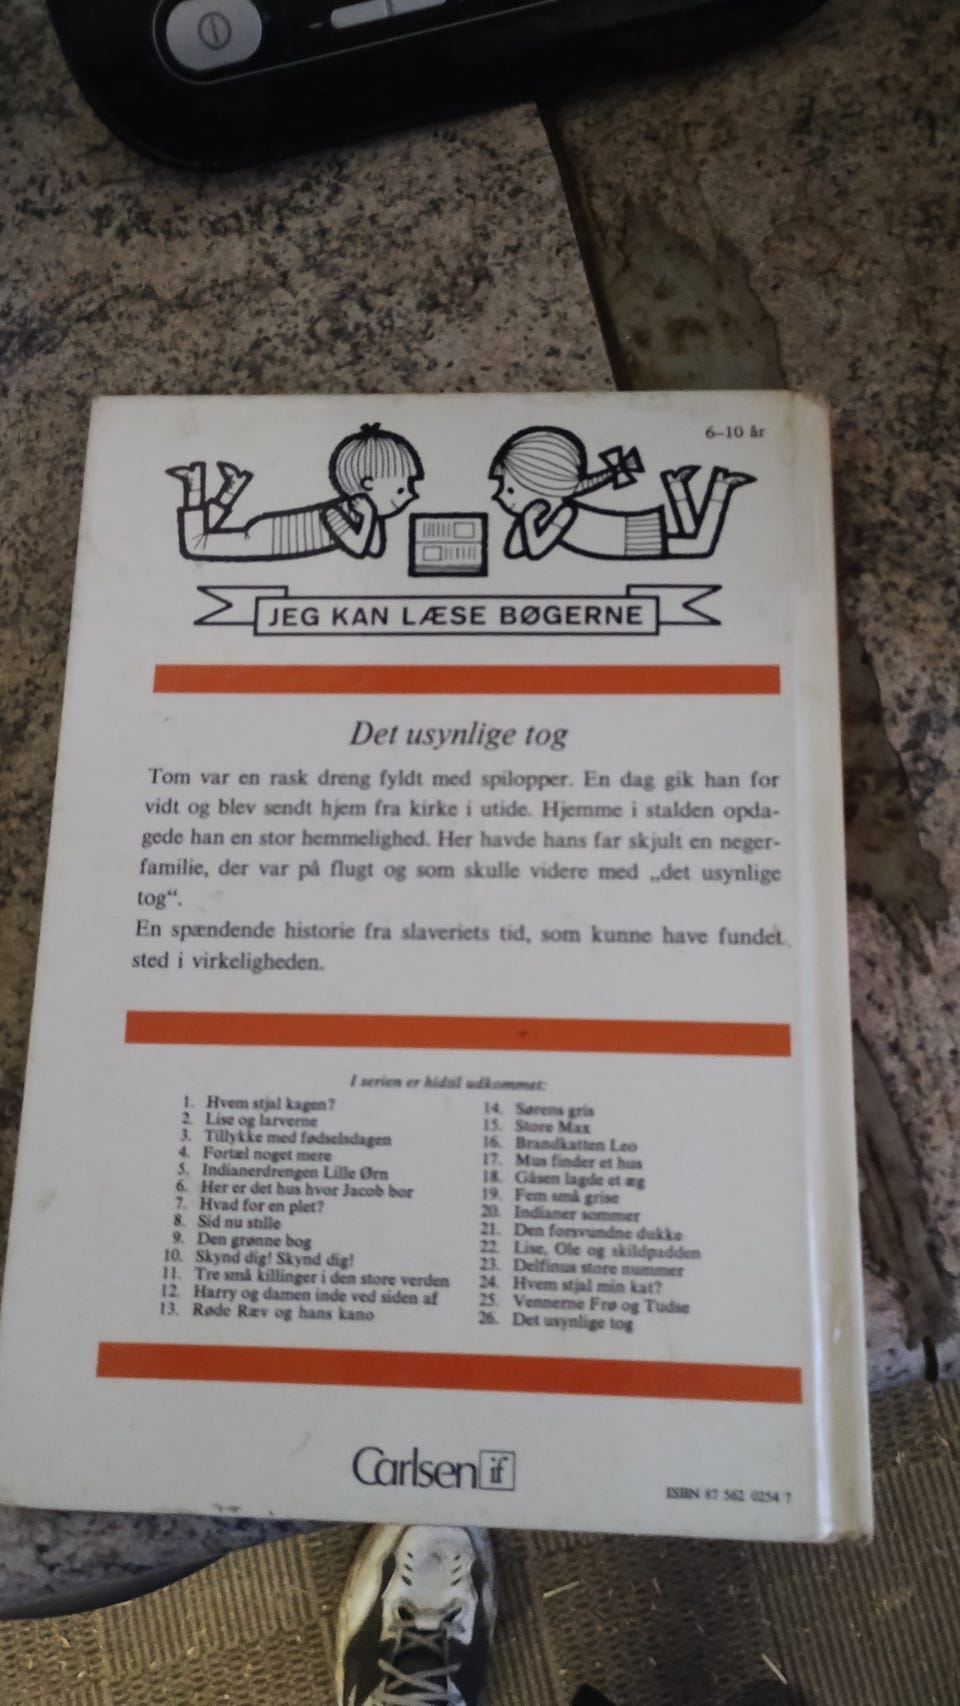 6–10 år
JEG KAN LÆSE BØGERNE
Det usynlige tog
Tom var en rask dreng fyldt med spilopper. En dag gik han for
vidt og blev sendt hjem fra kirke i utide. Hjemme i stalden opda-
gede han en stor hemmelighed. Her havde hans far skjult en neger-
familie, der var på flugt og som skulle videre med „det usynlige
tog“.
En spændende historie fra slaveriets tid, som kunne have fundet
sted i virkeligheden.
I serien er hidtil udkommet:
1. Hvem stjal kagen?
2. Lise og larverne
3. Tillykke med fødselsdagen
4. Fortæl noget mere
5. Indianerdrengen Lille Ørn
6. Her er det hus hvor Jacob bor
7. Hvad for en plet?
8. Sid nu stille
9. Den grønne bog
10. Skynd dig! Skynd dig!
11. Tre små killinger i den store verden
12. Harry og damen inde ved siden af
13. Røde Ræv og hans kano
14. Sørens gris
15. Store Max
16. Brandkatten Leo
17. Mus finder et hus
18. Gåsen lagde et æg
19. Fem små grise
20. Indianer sommer
21. Den forsvundne dukke
22. Lise, Ole og skildpadden
23. Delfinus store nummer
24. Hvem stjal min kat?
25. Vennerne Frø og Tudse
26. Det usynlige tog
Carlsen if
ISBN 87 562 0254 7